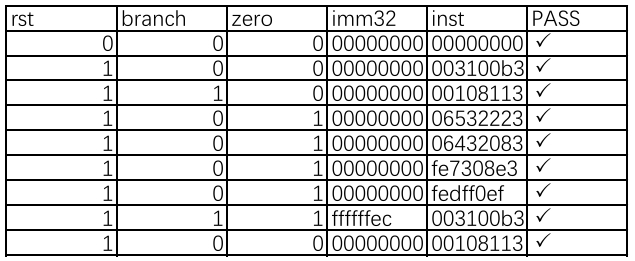 rst branch zero imm32 inst PASS
0 0 0 00000000 00000000 ✓
1 0 0 00000000 003100b3 ✓
1 1 0 00000000 00108113 ✓
1 0 1 00000000 06532223 ✓
1 0 1 00000000 06432083 ✓
1 0 1 00000000 fe7308e3 ✓
1 0 1 00000000 fedff0ef ✓
1 1 1 ffffffec 003100b3 ✓
1 0 0 00000000 00108113 ✓